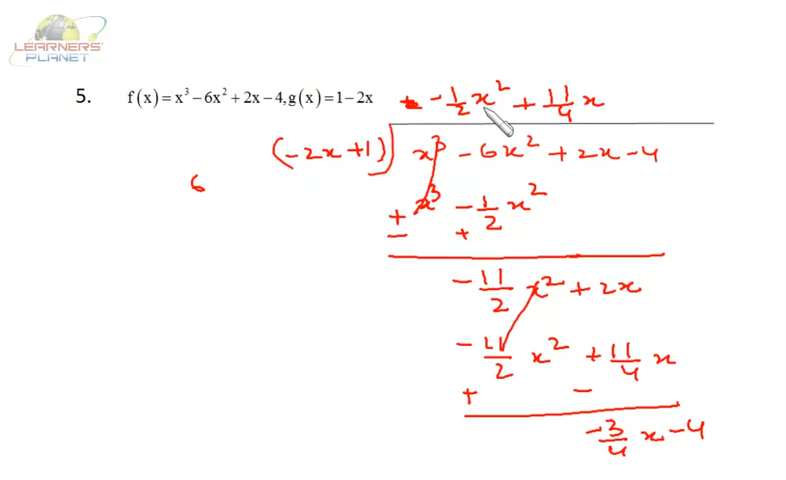 LEARNERS'
PLANET
5. f(x) = x³ − 6x² + 2x − 4, g(x) = 1 − 2x
- 1/2 x² + 11/4 x
(-2x+1) x³ - 6x² + 2x - 4
6
+ x³ - 1/2 x²
- +
- 11/2 x² + 2x
- 11/2 x² + 11/4 x
+ -
-3/4 x - 4